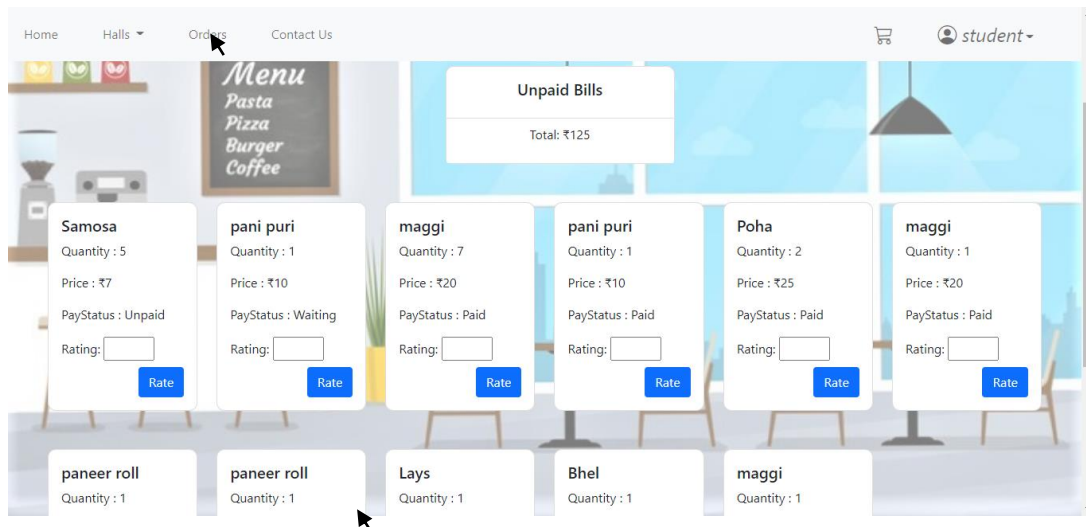 Home Halls Orders Contact Us student
Menu
Pasta
Pizza
Burger
Coffee
Unpaid Bills
Total: ₹125
Samosa
Quantity : 5
Price : ₹7
PayStatus : Unpaid
Rating:
Rate
pani puri
Quantity : 1
Price : ₹10
PayStatus : Waiting
Rating:
Rate
maggi
Quantity : 7
Price : ₹20
PayStatus : Paid
Rating:
Rate
pani puri
Quantity : 1
Price : ₹10
PayStatus : Paid
Rating:
Rate
Poha
Quantity : 2
Price : ₹25
PayStatus : Paid
Rating:
Rate
maggi
Quantity : 1
Price : ₹20
PayStatus : Paid
Rating:
Rate
paneer roll
Quantity : 1
paneer roll
Quantity : 1
Lays
Quantity : 1
Bhel
Quantity : 1
maggi
Quantity : 1